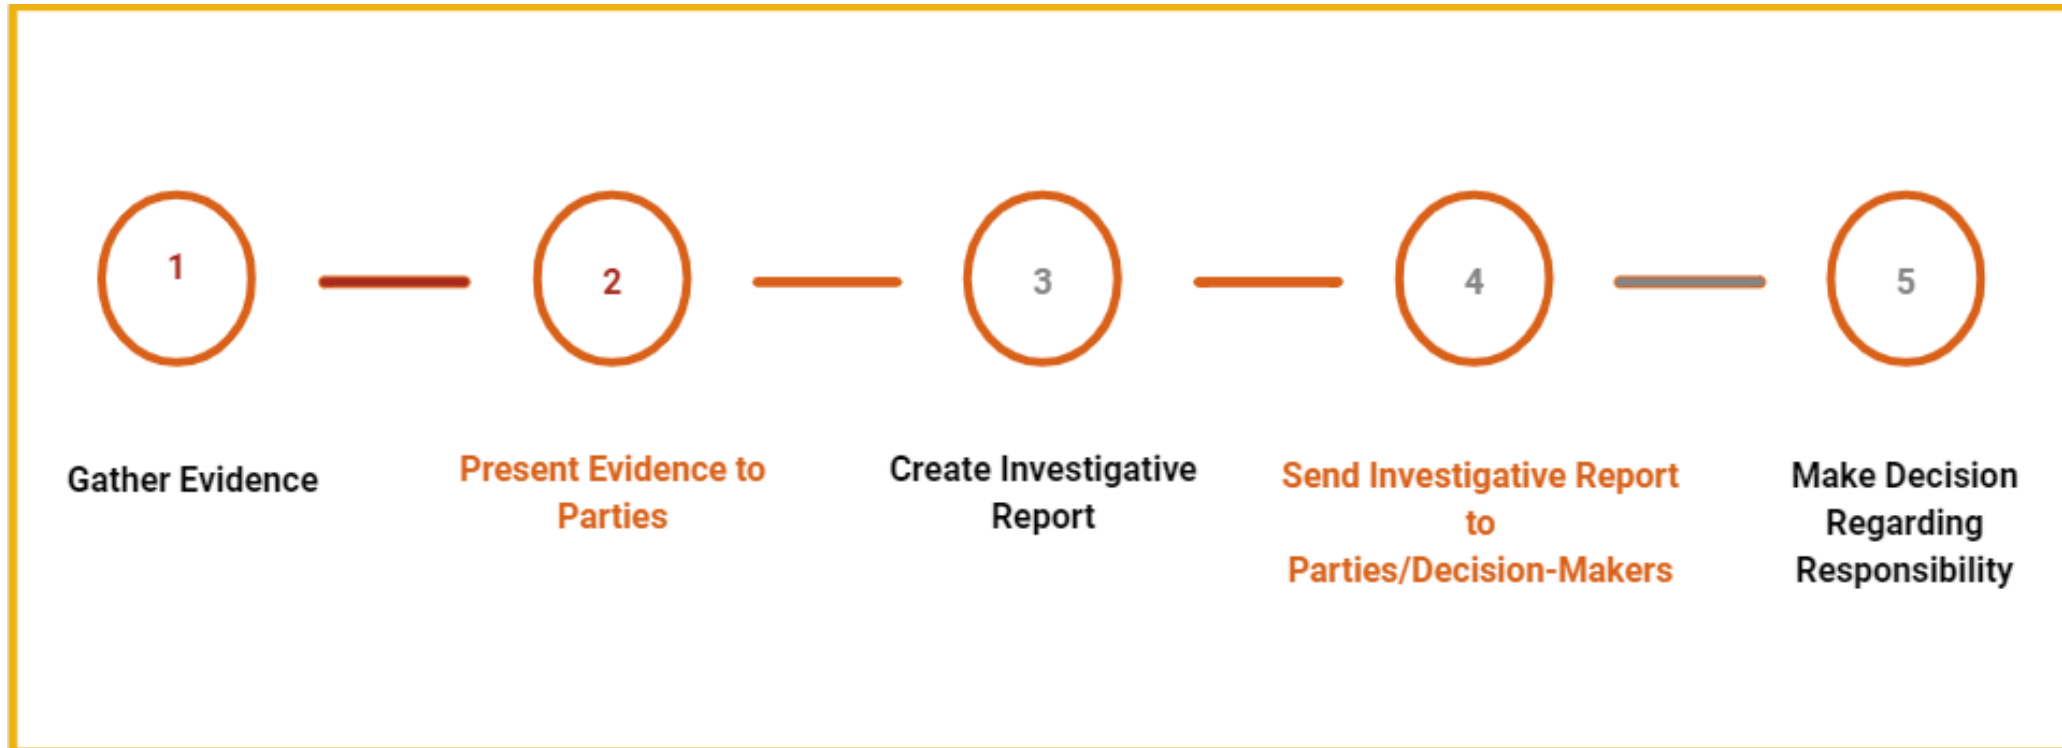 1
2
3
4
5
Gather Evidence
Present Evidence to
Parties
Create Investigative
Report
Send Investigative Report
to
Parties/Decision-Makers
Make Decision
Regarding
Responsibility